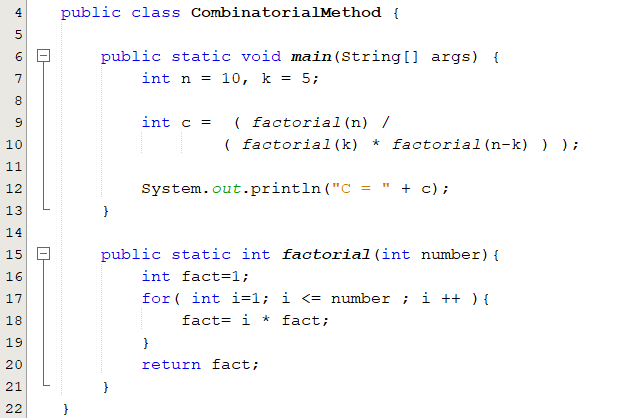 4 public class CombinatorialMethod {
5
6 public static void main(String[] args) {
7 int n = 10, k = 5;
8
9 int c =  ( factorial(n) /
10 ( factorial(k) * factorial(n-k) ) );
11
12 System.out.println("C = " + c);
13 }
14
15 public static int factorial(int number){
16 int fact=1;
17 for( int i=1; i <= number ; i ++ ){
18 fact= i * fact;
19 }
20 return fact;
21 }
22 }